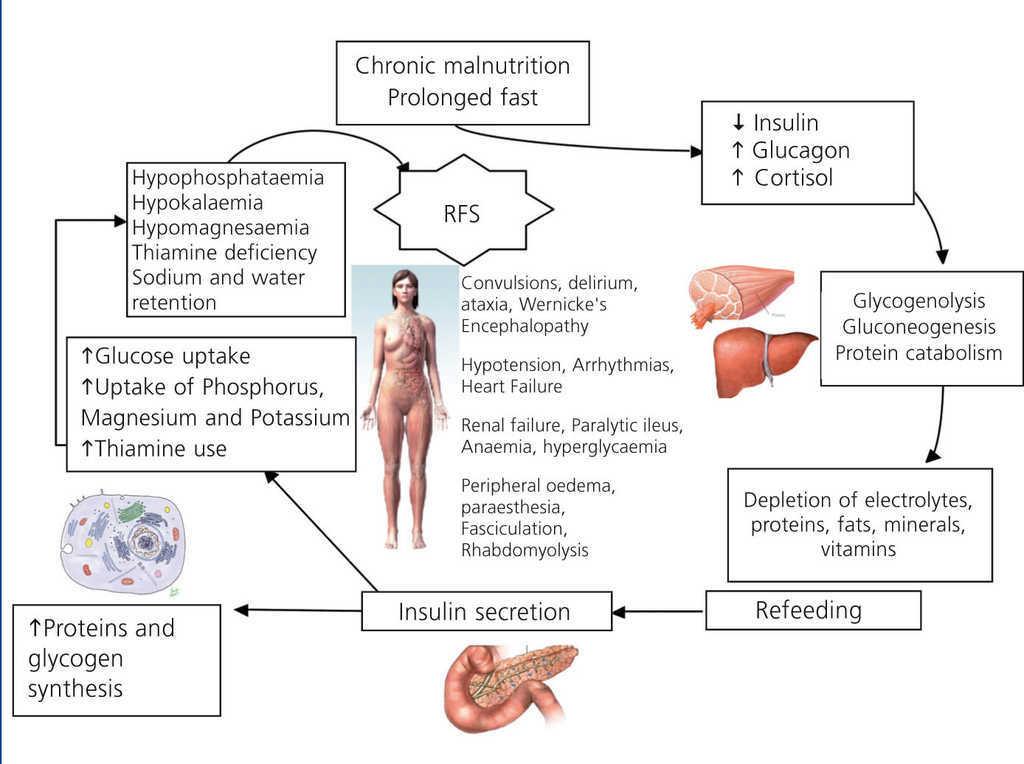 Chronic malnutrition
Prolonged fast
↓ Insulin
↑ Glucagon
↑ Cortisol
Hypophosphataemia
Hypokalaemia
Hypomagnesaemia
Thiamine deficiency
Sodium and water
retention
RFS
Convulsions, delirium,
ataxia, Wernicke's
Encephalopathy
Hypotension, Arrhythmias,
Heart Failure
Renal failure, Paralytic ileus,
Anaemia, hyperglycaemia
Peripheral oedema,
paraesthesia,
Fasciculation,
Rhabdomyolysis
Glycogenolysis
Gluconeogenesis
Protein catabolism
↑Glucose uptake
↑Uptake of Phosphorus,
Magnesium and Potassium
↑Thiamine use
Depletion of electrolytes,
proteins, fats, minerals,
vitamins
Refeeding
Insulin secretion
↑Proteins and
glycogen
synthesis